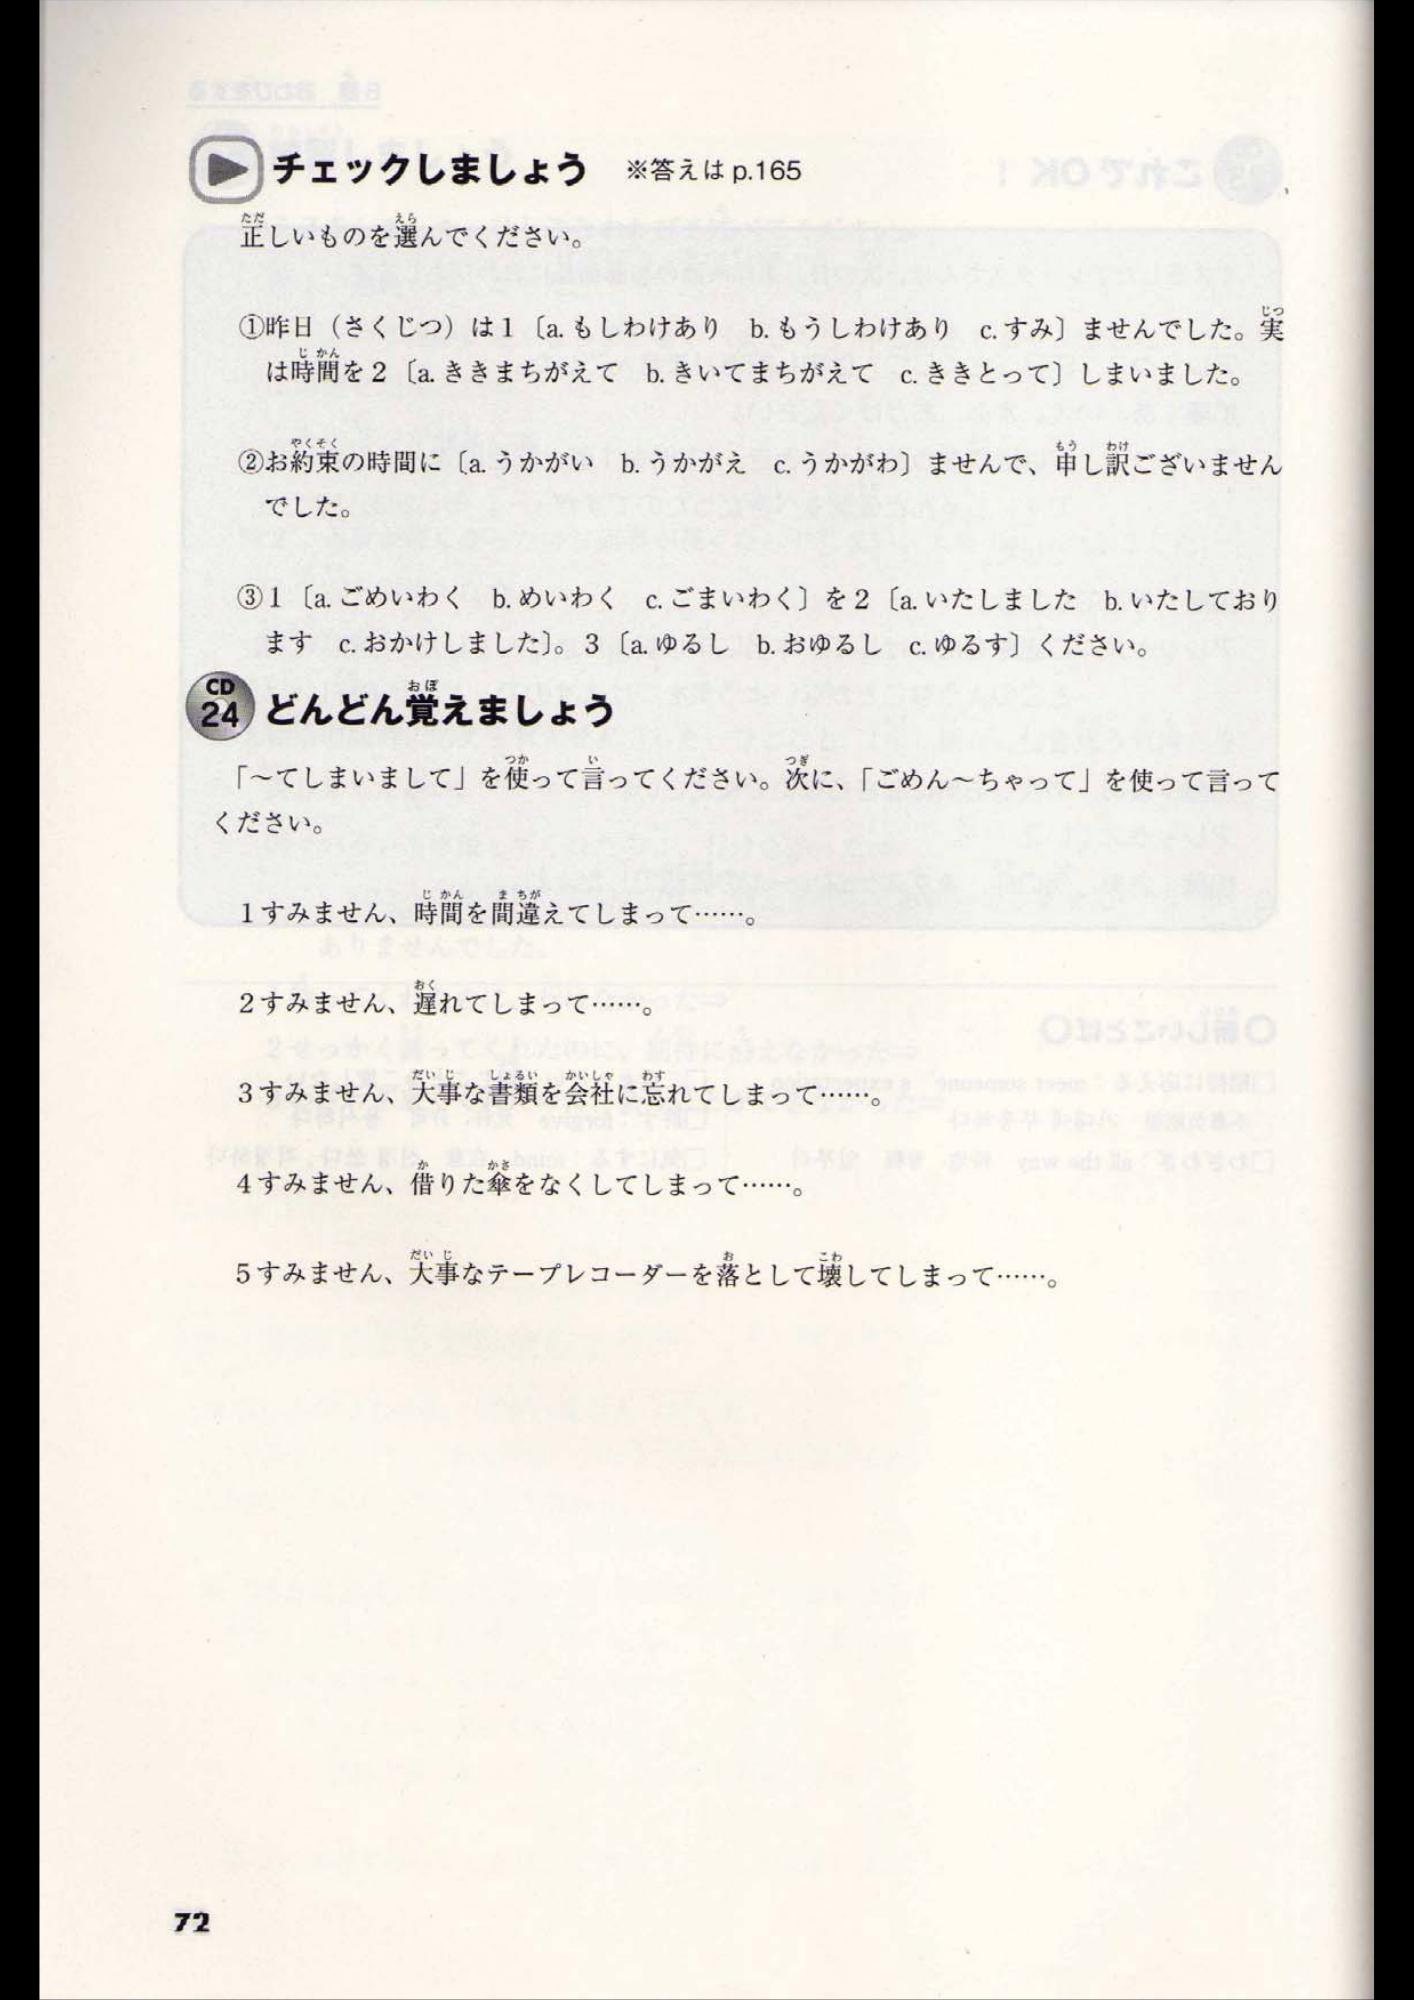 チェックしましょう ※答えは p.165
正しいものを選んでください。
①昨日（さくじつ）は１〔a. もしわけあり b. もうしわけあり c. すみ〕ませんでした。実
は時間を２〔a. ききまちがえて b. きいてまちがえて c. ききとって〕しまいました。
②お約束の時間に〔a. うかがい b. うかがえ c. うかがわ〕ませんで、申し訳ございません
でした。
③１〔a. ごめいわく b. めいわく c. ごまいわく〕を２〔a. いたしました b. いたしており
ます c. おかけしました〕。３〔a. ゆるし b. おゆるし c. ゆるす〕ください。
CD 24 どんどん覚えましょう
「～てしまいまして」を使って言ってください。次に、「ごめん～ちゃって」を使って言って
ください。
１すみません、時間を間違えてしまって……。
２すみません、遅れてしまって……。
３すみません、大事な書類を会社に忘れてしまって……。
４すみません、借りた傘をなくしてしまって……。
５すみません、大事なテープレコーダーを落として壊してしまって……。
72